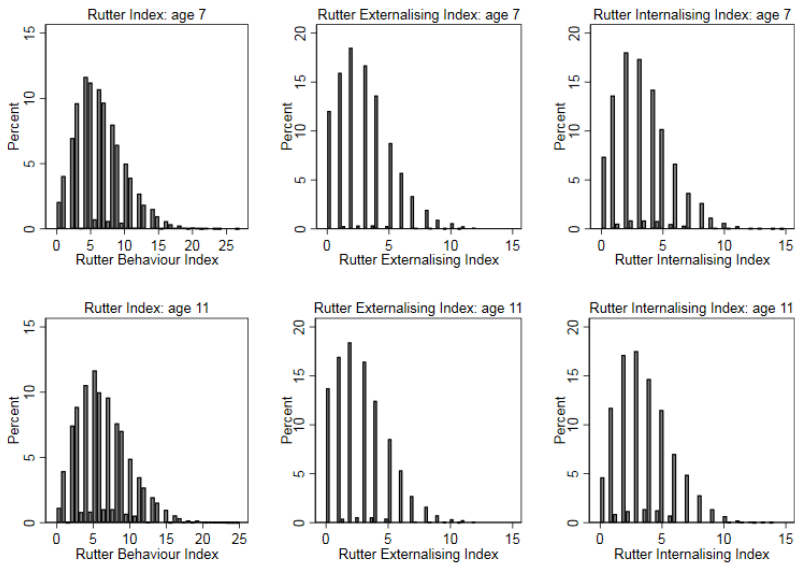 Rutter Index: age 7
Percent
0 5 10 15
0 5 10 15 20 25
Rutter Behaviour Index
Rutter Externalising Index: age 7
Percent
0 5 10 15 20
0 5 10 15
Rutter Externalising Index
Rutter Internalising Index: age 7
Percent
0 5 10 15 20
0 5 10 15
Rutter Internalising Index
Rutter Index: age 11
Percent
0 5 10 15
0 5 10 15 20 25
Rutter Behaviour Index
Rutter Externalising Index: age 11
Percent
0 5 10 15 20
0 5 10 15
Rutter Externalising Index
Rutter Internalising Index: age 11
Percent
0 5 10 15 20
0 5 10 15
Rutter Internalising Index